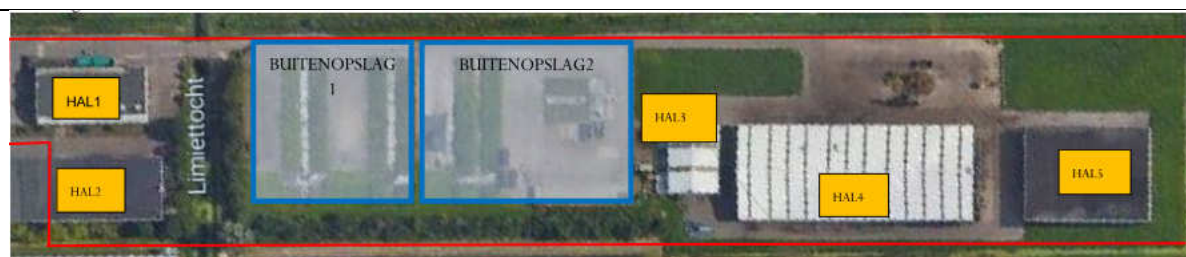 HAL1
HAL2
Limiettocht
BUITENOPSLAG
1
BUITENOPSLAG2
HAL3
HAL4
HAL5